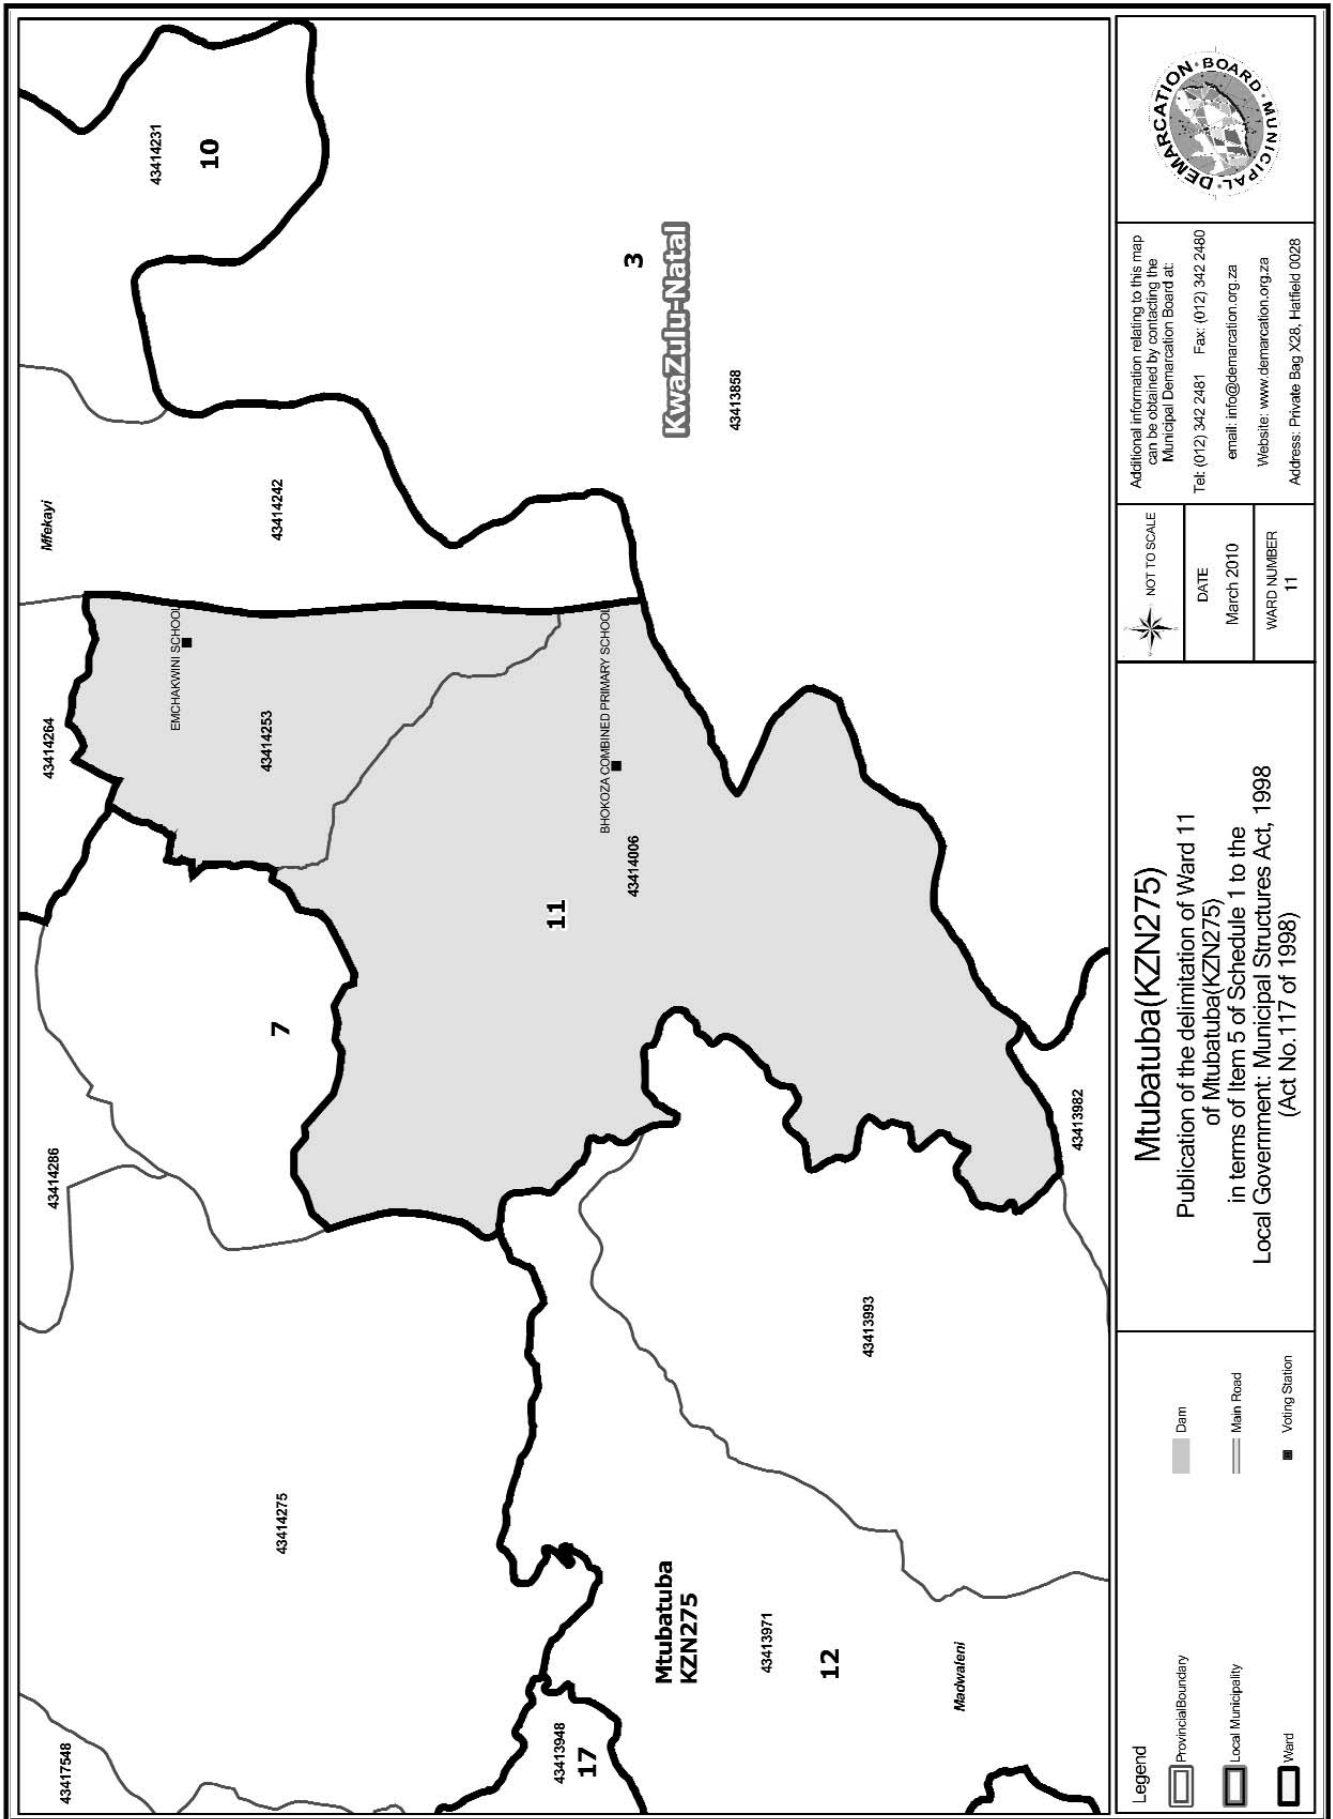 43417548
43414275
43414286
43414264
Mfekayi
43414231
10
7
EMCHAKWINI SCHOOL
43414253
43414242
43413948
17
Mtubatuba
KZN275
11
43414006
BHOKOZA COMBINED PRIMARY SCHOOL
3
KwaZulu-Natal
43413858
43413971
12
43413993
Madwaleni
43413982
Legend
ProvincialBoundary
Local Municipality
Ward
Dam
Main Road
Voting Station
Mtubatuba(KZN275)
Publication of the delimitation of Ward 11
of Mtubatuba(KZN275)
in terms of Item 5 of Schedule 1 to the
Local Government: Municipal Structures Act, 1998
(Act No.117 of 1998)
NOT TO SCALE
DATE
March 2010
WARD NUMBER
11
Additional information relating to this map
can be obtained by contacting the
Municipal Demarcation Board at:
Tel: (012) 342 2481 Fax: (012) 342 2480
email: info@demarcation.org.za
Website: www.demarcation.org.za
Address: Private Bag X28, Hatfield 0028
MUNICIPAL • DEMARCATION • BOARD •